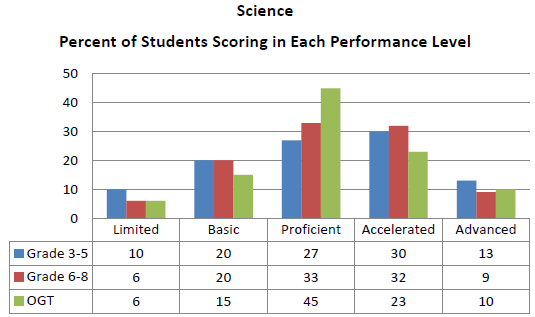 Science
Percent of Students Scoring in Each Performance Level
50
40
30
20
10
0
Limited Basic Proficient Accelerated Advanced
Grade 3-5 10 20 27 30 13
Grade 6-8 6 20 33 32 9
OGT 6 15 45 23 10